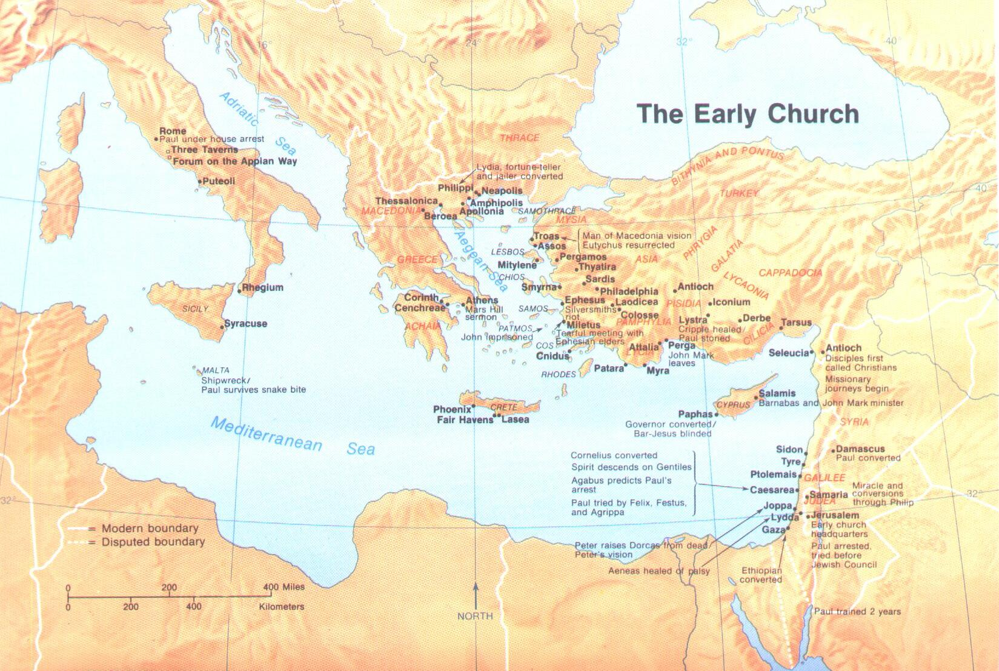 The Early Church
16°
24°
32°
40°
40°
32°
32°
Adriatic
Sea
Aegean Sea
Mediterranean Sea
Rome
Paul under house arrest
Three Taverns
Forum on the Appian Way
Puteoli
Rhegium
SICILY
Syracuse
MALTA
Shipwreck/
Paul survives snake bite
THRACE
Lydia, fortune-teller
and jailer converted
Philippi
Neapolis
Thessalonica
Amphipolis
MACEDONIA
Beroea
Apollonia
SAMOTHRACE
MYSIA
BITHYNIA AND PONTUS
TURKEY
Troas
Man of Macedonia vision
Eutychus resurrected
Assos
LESBOS
Mitylene
Pergamos
Thyatira
ASIA
PHRYGIA
GALATIA
LYCAONIA
CAPPADOCIA
GREECE
CHIOS
Smyrna
Sardis
Philadelphia
Antioch
Corinth
Cenchreae
Athens
Mars Hill
sermon
ACHAIA
SAMOS
Ephesus
Silversmiths
riot
Laodicea
Colosse
PISIDIA
Iconium
PAMPHYLIA
Lystra
Cripple healed/
Paul stoned
Derbe
Tarsus
CILICIA
PATMOS
John imprisoned
Miletus
Tearful meeting with
Ephesian elders
COS
Cnidus
Attalia
LYCIA
Perga
John Mark
leaves
RHODES
Patara
Myra
Seleucia
Antioch
Disciples first
called Christians
Missionary
journeys begin
Phoenix
CRETE
Fair Havens
Lasea
CYPRUS
Salamis
Barnabas and John Mark minister
Paphas
Governor converted/
Bar-Jesus blinded
SYRIA
Sidon
Tyre
Damascus
Paul converted
Ptolemais
GALILEE
Cornelius converted
Spirit descends on Gentiles
Agabus predicts Paul's
arrest
Paul tried by Felix, Festus,
and Agrippa
Caesarea
Samaria
Miracle and
conversions
through Philip
JUDEA
Joppa
Lydda
Jerusalem
Early church
headquarters
Paul arrested,
tried before
Jewish Council
Gaza
Peter raises Dorcas from dead/
Peter's vision
Aeneas healed of palsy
Ethiopian
converted
Paul trained 2 years
= Modern boundary
= Disputed boundary
0 200 400 Miles
0 200 400 Kilometers
NORTH